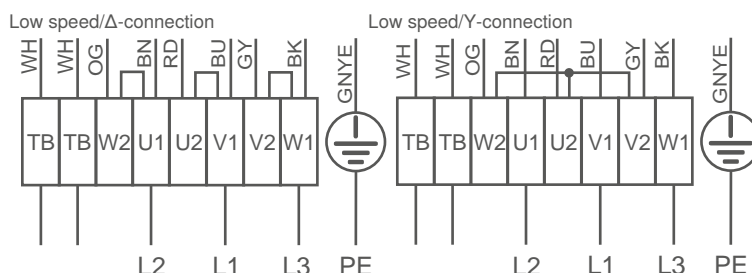 Low speed/Δ-connection
WH WH OG BN RD BU GY BK GNYE
TB TB W2 U1 U2 V1 V2 W1
L2 L1 L3 PE
Low speed/Y-connection
WH WH OG BN RD BU GY BK GNYE
TB TB W2 U1 U2 V1 V2 W1
L2 L1 L3 PE